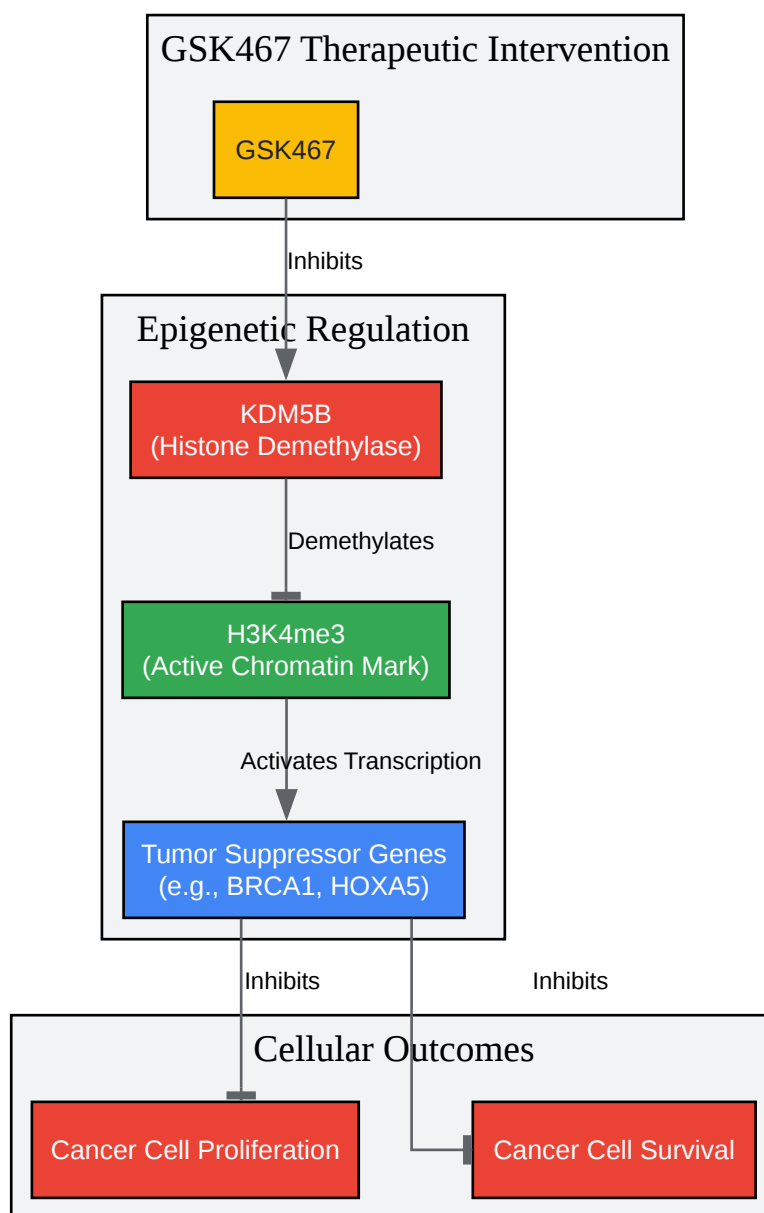 GSK467 Therapeutic Intervention
GSK467
Inhibits
Epigenetic Regulation
KDM5B
(Histone Demethylase)
Demethylates
H3K4me3
(Active Chromatin Mark)
Activates Transcription
Tumor Suppressor Genes
(e.g., BRCA1, HOXA5)
Inhibits
Inhibits
Cellular Outcomes
Cancer Cell Proliferation
Cancer Cell Survival